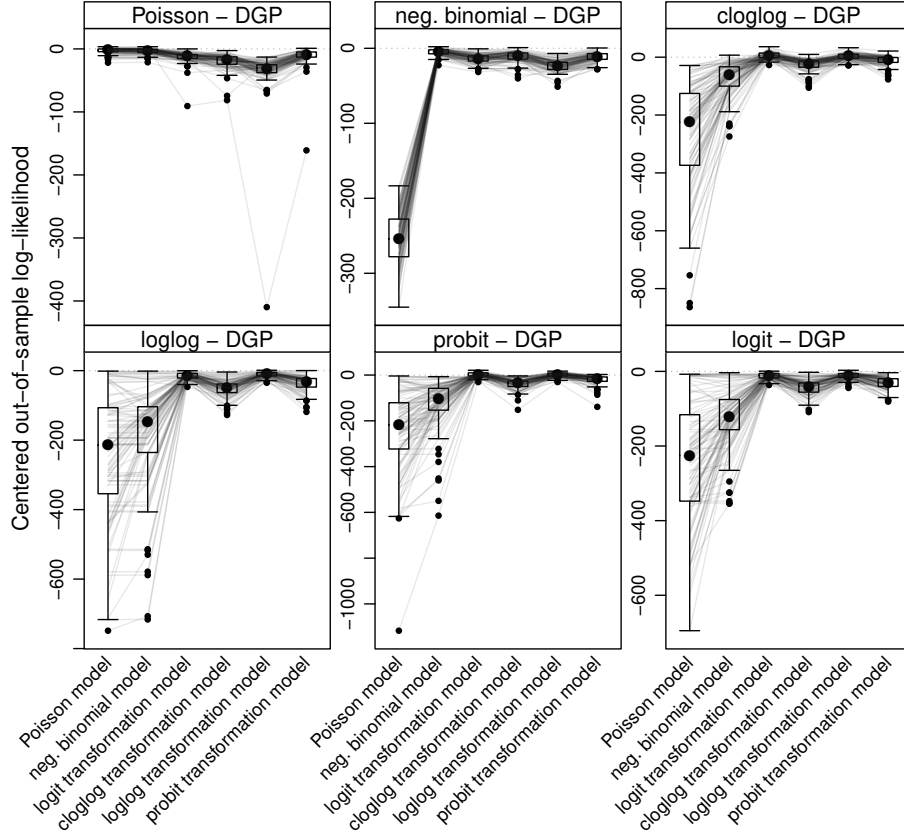 Poisson − DGP
neg. binomial − DGP
cloglog − DGP
0
−100
−200
−300
−400
0
−100
−200
−300
0
−200
−400
−600
−800
Centered out−of−sample log−likelihood
loglog − DGP
probit − DGP
logit − DGP
0
−200
−400
−600
0
−200
−400
−600
−1000
0
−200
−400
−600
Poisson model
neg. binomial model
logit transformation model
cloglog transformation model
loglog transformation model
probit transformation model
Poisson model
neg. binomial model
logit transformation model
cloglog transformation model
loglog transformation model
probit transformation model
Poisson model
neg. binomial model
logit transformation model
cloglog transformation model
loglog transformation model
probit transformation model